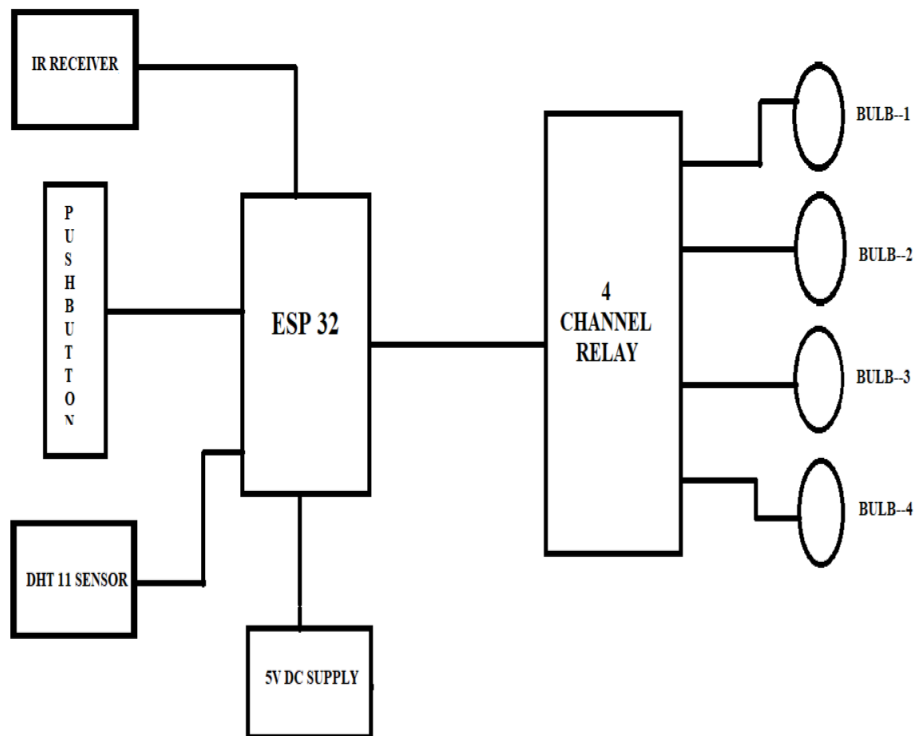 IR RECEIVER
BULB--1
P
U
S
H
B
U
T
T
O
N
ESP 32
4
CHANNEL
RELAY
BULB--2
BULB--3
BULB--4
DHT 11 SENSOR
5V DC SUPPLY